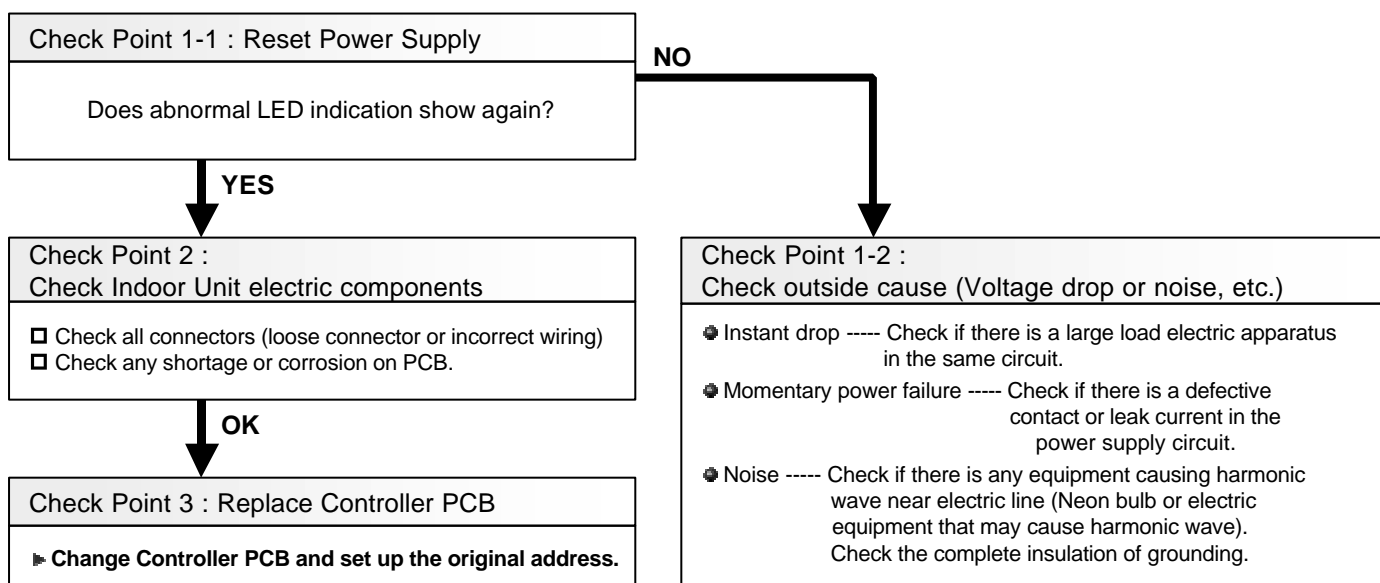 Check Point 1-1 : Reset Power Supply
Does abnormal LED indication show again?
NO
YES
Check Point 2 :
Check Indoor Unit electric components
Check all connectors (loose connector or incorrect wiring)
Check any shortage or corrosion on PCB.
OK
Check Point 3 : Replace Controller PCB
Change Controller PCB and set up the original address.
Check Point 1-2 :
Check outside cause (Voltage drop or noise, etc.)
Instant drop ----- Check if there is a large load electric apparatus
in the same circuit.
Momentary power failure ----- Check if there is a defective
contact or leak current in the
power supply circuit.
Noise ----- Check if there is any equipment causing harmonic
wave near electric line (Neon bulb or electric
equipment that may cause harmonic wave).
Check the complete insulation of grounding.